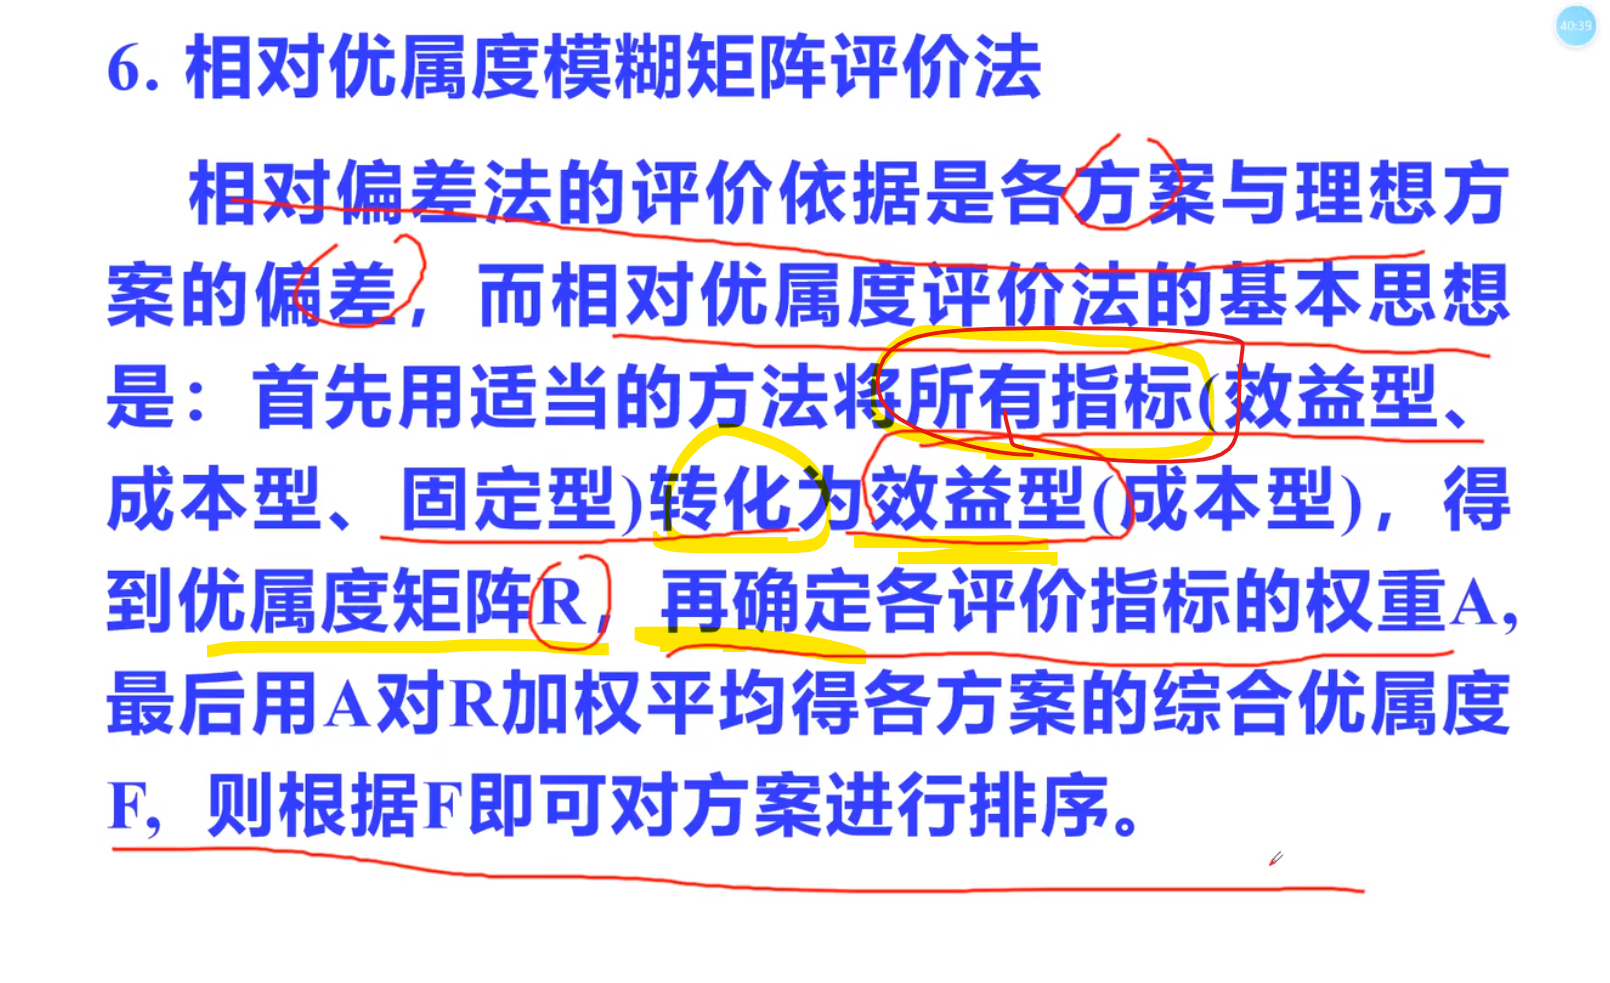 40:39
6. 相对优属度模糊矩阵评价法
相对偏差法的评价依据是各方案与理想方
案的偏差，而相对优属度评价法的基本思想
是：首先用适当的方法将所有指标(效益型、
成本型、固定型)转化为效益型(成本型)，得
到优属度矩阵R，再确定各评价指标的权重A,
最后用A对R加权平均得各方案的综合优属度
F, 则根据F即可对方案进行排序。